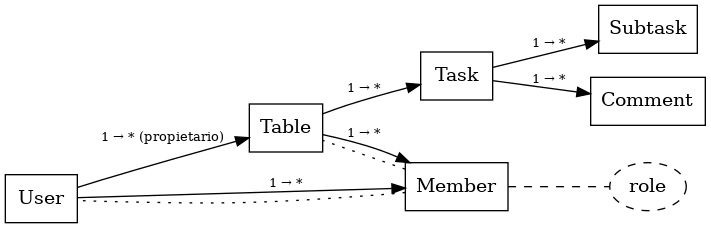 Subtask
1 → *
Task
1 → *
1 → *
Comment
Table
1 → * (propietario)
1 → *
Member
role
1 → *
User